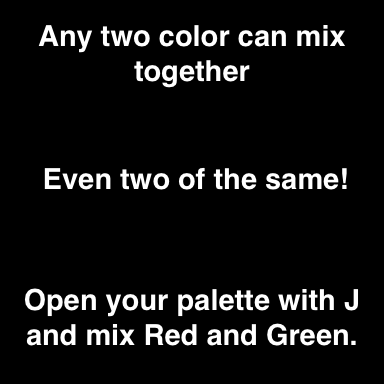 Any two color can mix
together
Even two of the same!
Open your palette with J
and mix Red and Green.